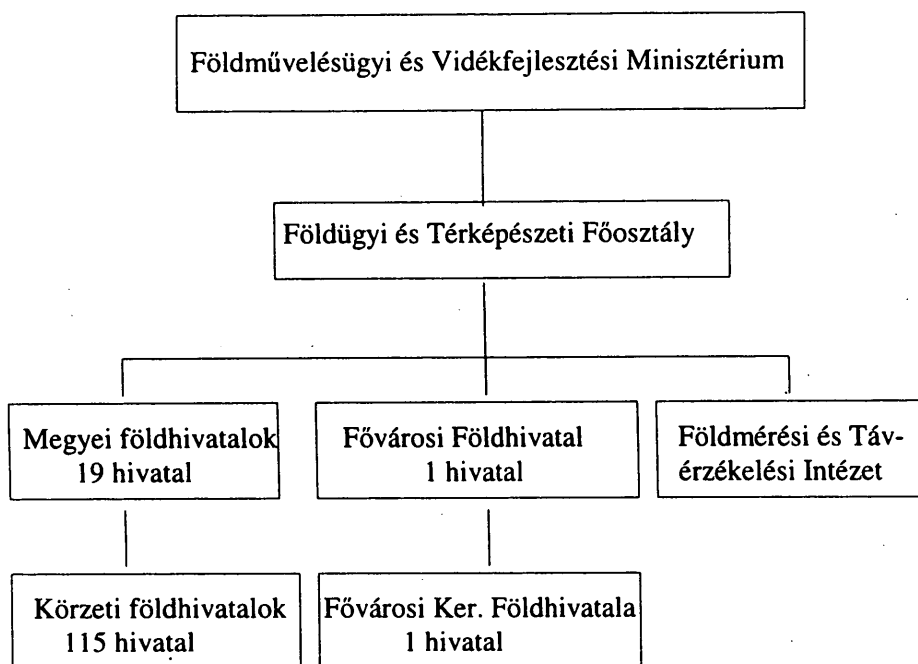 Földművelésügyi és Vidékfejlesztési Minisztérium
Földügyi és Térképészeti Főosztály
Megyei földhivatalok
19 hivatal
Fővárosi Földhivatal
1 hivatal
Földmérési és Táv-
érzékelési Intézet
Körzeti földhivatalok
115 hivatal
Fővárosi Ker. Földhivatala
1 hivatal